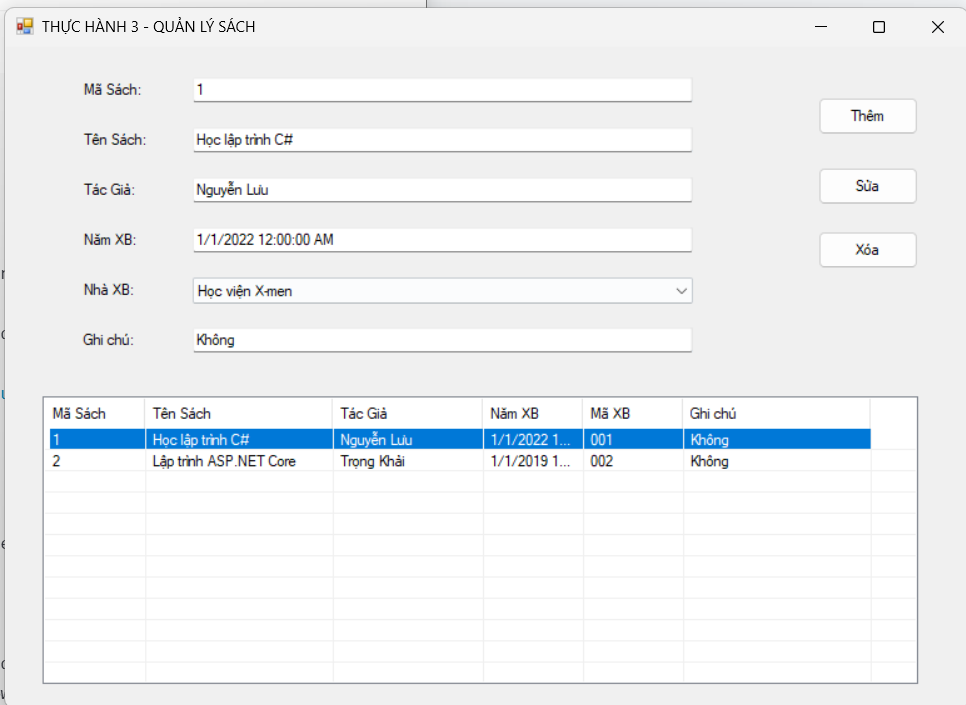 THỰC HÀNH 3 - QUẢN LÝ SÁCH
Mã Sách: 1
Thêm
Tên Sách: Học lập trình C#
Tác Giả: Nguyễn Lưu
Sửa
Năm XB: 1/1/2022 12:00:00 AM
Xóa
Nhà XB: Học viện X-men
Ghi chú: Không
Mã Sách Tên Sách Tác Giả Năm XB Mã XB Ghi chú
1 Học lập trình C# Nguyễn Lưu 1/1/2022 1... 001 Không
2 Lập trình ASP.NET Core Trọng Khải 1/1/2019 1... 002 Không